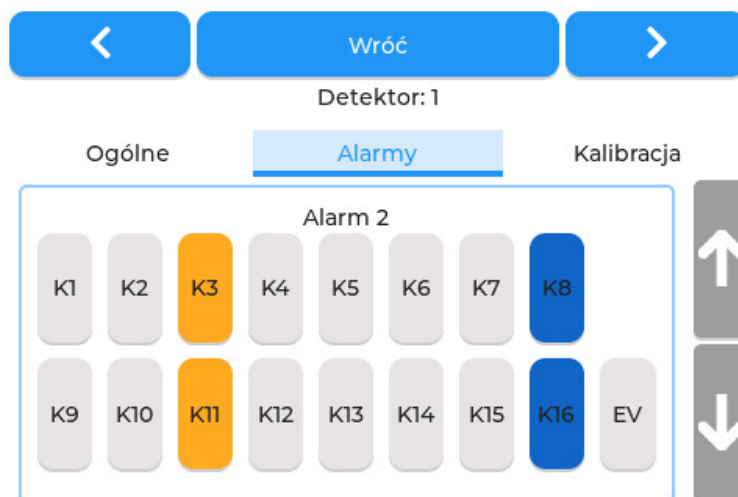 Wróć
Detektor: 1
Ogólne Alarmy Kalibracja
Alarm 2
K1 K2 K3 K4 K5 K6 K7 K8
K9 K10 K11 K12 K13 K14 K15 K16 EV